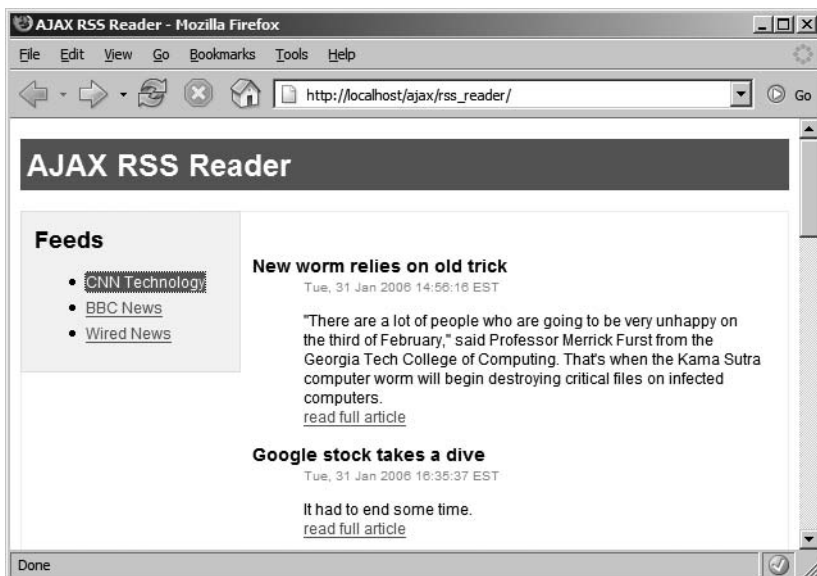 AJAX RSS Reader - Mozilla Firefox
File Edit View Go Bookmarks Tools Help
http://localhost/ajax/rss_reader/ Go
AJAX RSS Reader
Feeds
CNN Technology
BBC News
Wired News
New worm relies on old trick
Tue, 31 Jan 2006 14:56:16 EST
"There are a lot of people who are going to be very unhappy on
the third of February," said Professor Merrick Furst from the
Georgia Tech College of Computing. That's when the Kama Sutra
computer worm will begin destroying critical files on infected
computers.
read full article
Google stock takes a dive
Tue, 31 Jan 2006 16:35:37 EST
It had to end some time.
read full article
Done